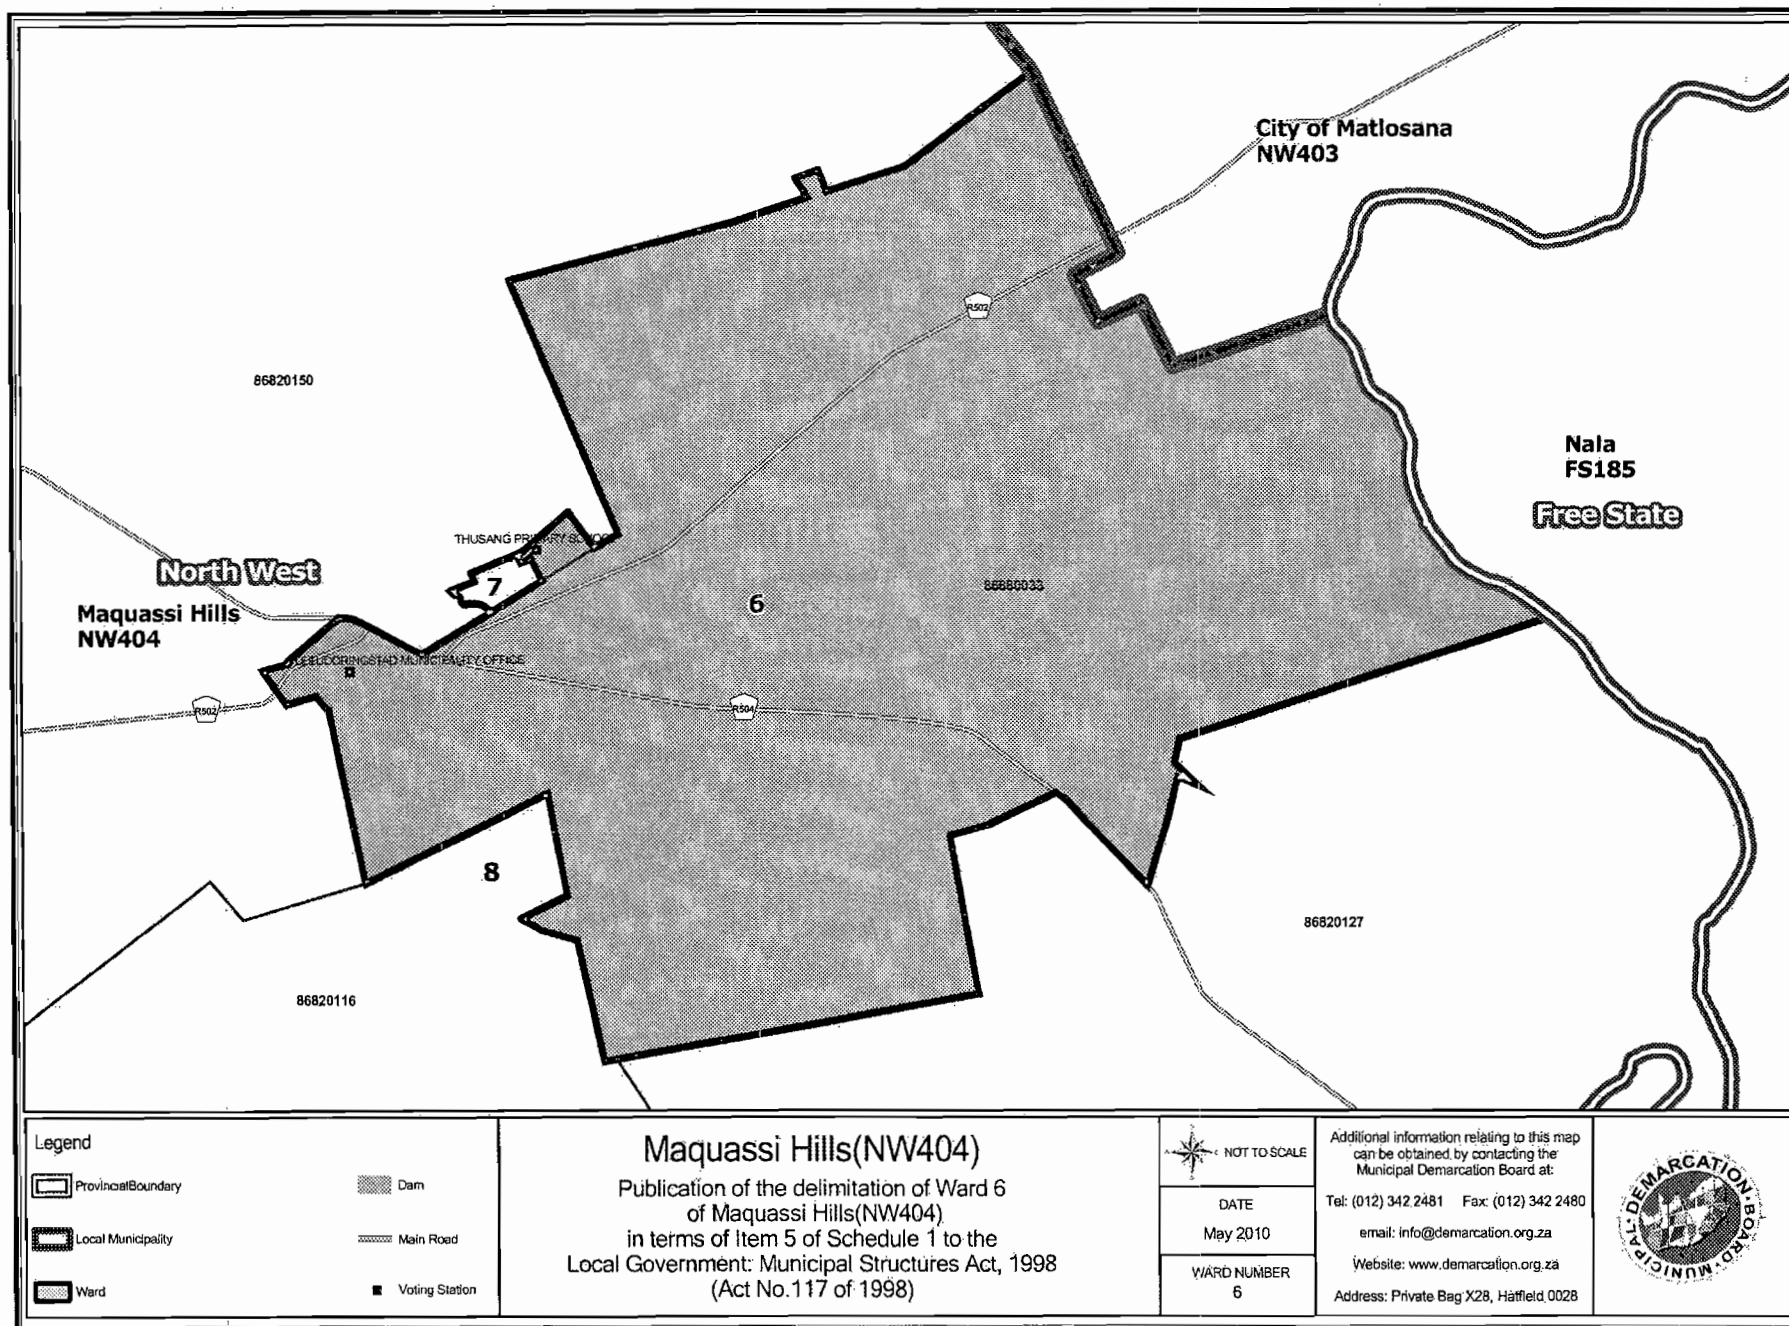 City of Matlosana
NW403
R502
86820150
Nala
FS185
Free State
THUSANG PRIMARY SCHOOL
North West
7
6
86880033
Maquassi Hills
NW404
LEEUDORINGSTAD MUNICIPALITY OFFICE
R502
R504
8
86820127
86820116
Legend
ProvincialBoundary
Dam
Local Municipality
Main Road
Ward
Voting Station
Maquassi Hills(NW404)
Publication of the delimitation of Ward 6
of Maquassi Hills(NW404)
in terms of Item 5 of Schedule 1 to the
Local Government: Municipal Structures Act, 1998
(Act No.117 of 1998)
NOT TO SCALE
DATE
May 2010
WARD NUMBER
6
Additional information relating to this map
can be obtained by contacting the
Municipal Demarcation Board at:
Tel: (012) 342 2481 Fax: (012) 342 2480
email: info@demarcation.org.za
Website: www.demarcation.org.za
Address: Private Bag X28, Hatfield 0028
MUNICIPAL DEMARCATION BOARD